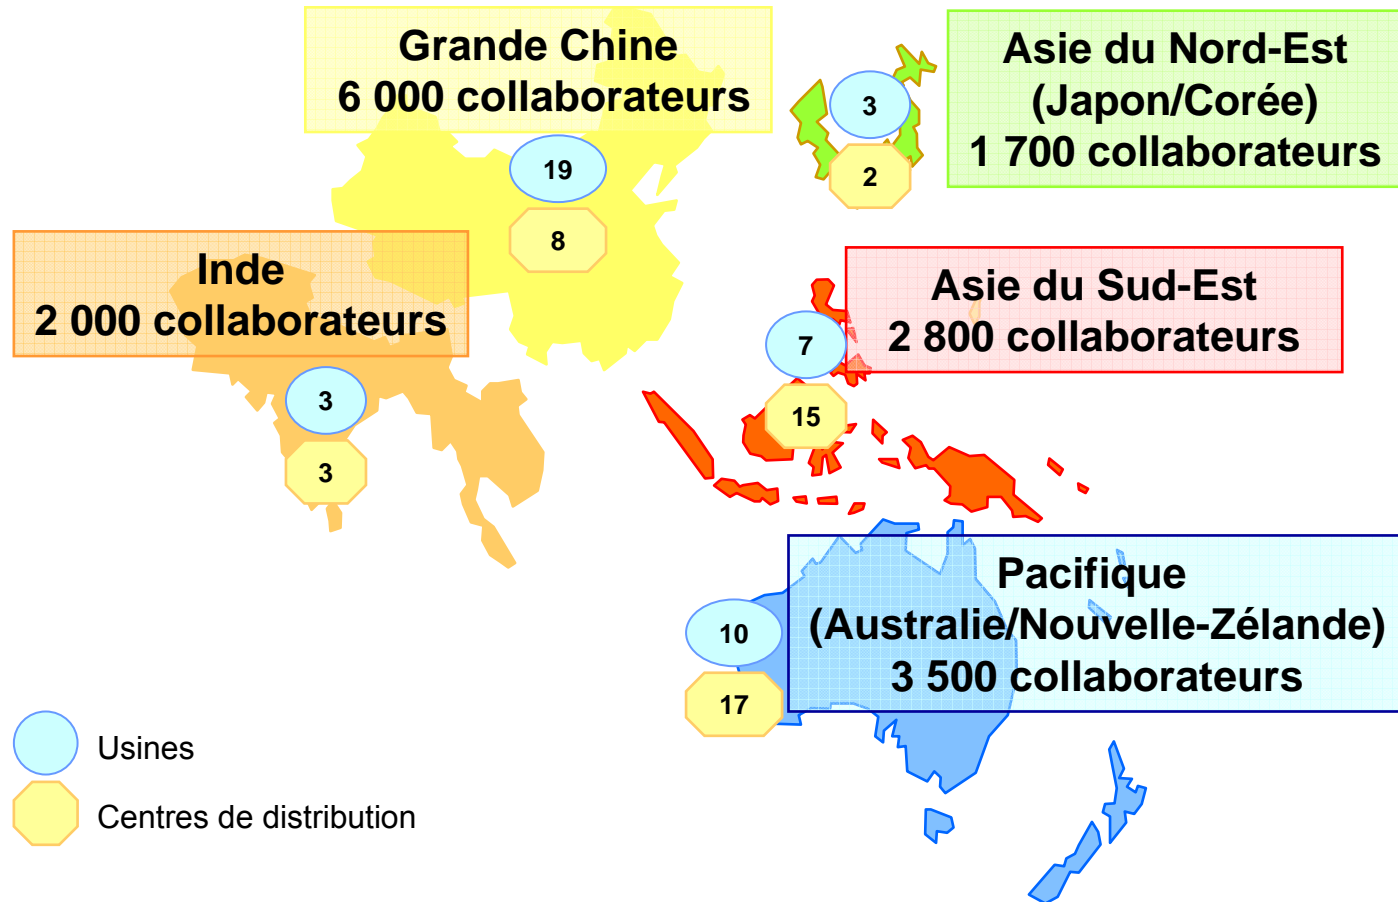 Grande Chine
6 000 collaborateurs
19
8
Asie du Nord-Est
(Japon/Corée)
1 700 collaborateurs
3
2
Inde
2 000 collaborateurs
3
3
Asie du Sud-Est
2 800 collaborateurs
7
15
Pacifique
(Australie/Nouvelle-Zélande)
3 500 collaborateurs
10
17
Usines
Centres de distribution